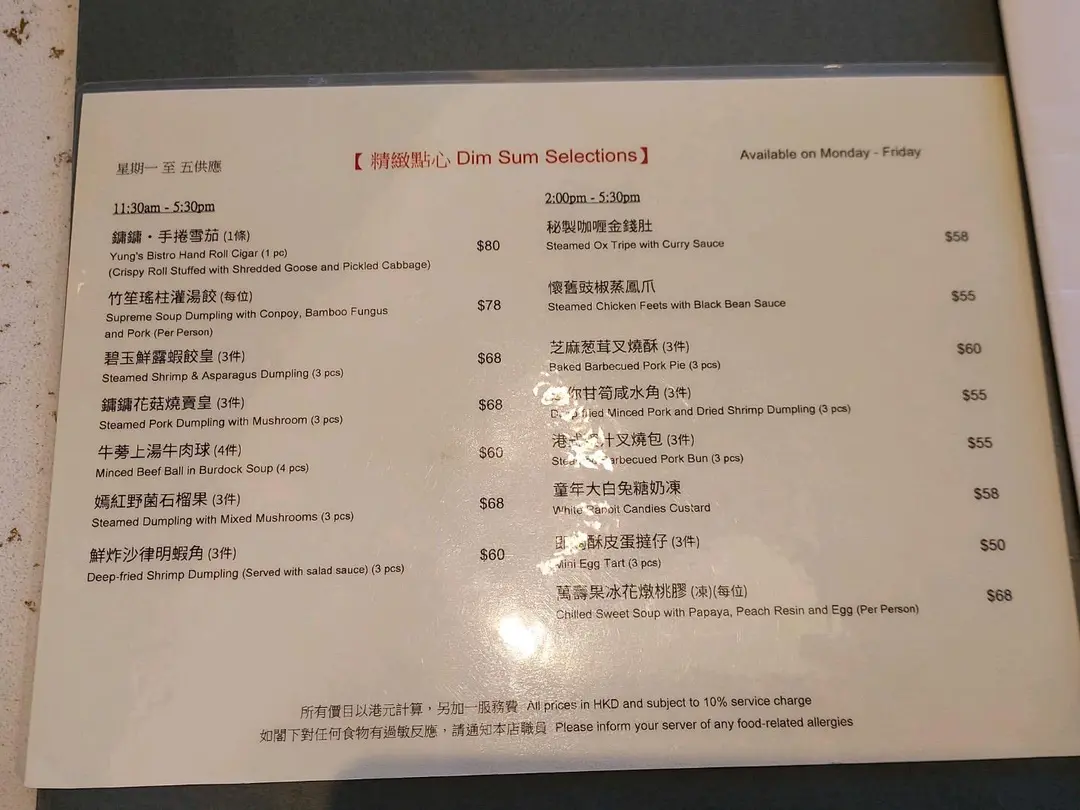 星期一 至 五供應
【 精緻點心 Dim Sum Selections】
Available on Monday - Friday
11:30am - 5:30pm
鏞鏞・手捲雪茄 (1條)
Yung's Bistro Hand Roll Cigar (1 pc)
(Crispy Roll Stuffed with Shredded Goose and Pickled Cabbage)
$80
竹笙瑤柱灌湯餃 (每位)
Supreme Soup Dumpling with Conpoy, Bamboo Fungus
and Pork (Per Person)
$78
碧玉鮮露蝦餃皇 (3件)
Steamed Shrimp & Asparagus Dumpling (3 pcs)
$68
鏞鏞花菇燒賣皇 (3件)
Steamed Pork Dumpling with Mushroom (3 pcs)
$68
牛蒡上湯牛肉球 (4件)
Minced Beef Ball in Burdock Soup (4 pcs)
$60
嫣紅野菌石榴果 (3件)
Steamed Dumpling with Mixed Mushrooms (3 pcs)
$68
鮮炸沙律明蝦角 (3件)
Deep-fried Shrimp Dumpling (Served with salad sauce) (3 pcs)
$60
2:00pm - 5:30pm
秘製咖喱金錢肚
Steamed Ox Tripe with Curry Sauce
$58
懷舊豉椒蒸鳳爪
Steamed Chicken Feets with Black Bean Sauce
$55
芝麻葱茸叉燒酥 (3件)
Baked Barbecued Pork Pie (3 pcs)
$60
你甘筍咸水角 (3件)
fried Minced Pork and Dried Shrimp Dumpling (3 pcs)
$55
港式汁叉燒包 (3件)
Barbecued Pork Bun (3 pcs)
$55
童年大白兔糖奶凍
White Rabbit Candies Custard
$58
酥皮蛋撻仔 (3件)
Mini Egg Tart (3 pcs)
$50
萬壽果冰花燉桃膠 (凍)(每位)
Chilled Sweet Soup with Papaya, Peach Resin and Egg (Per Person)
$68
所有價目以港元計算，另加一服務費 All prices in HKD and subject to 10% service charge
如閣下對任何食物有過敏反應，請通知本店職員 Please inform your server of any food-related allergies